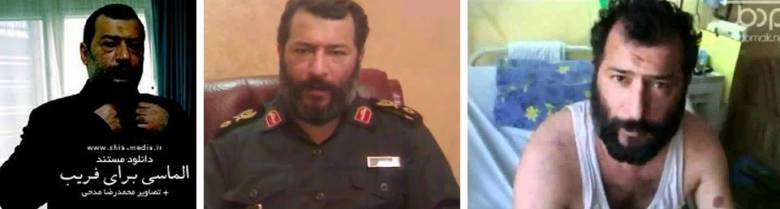 www.shia-media.ir
دانلود مستند
الماسی برای فریب
+ تصاویر محمدرضا مدحی